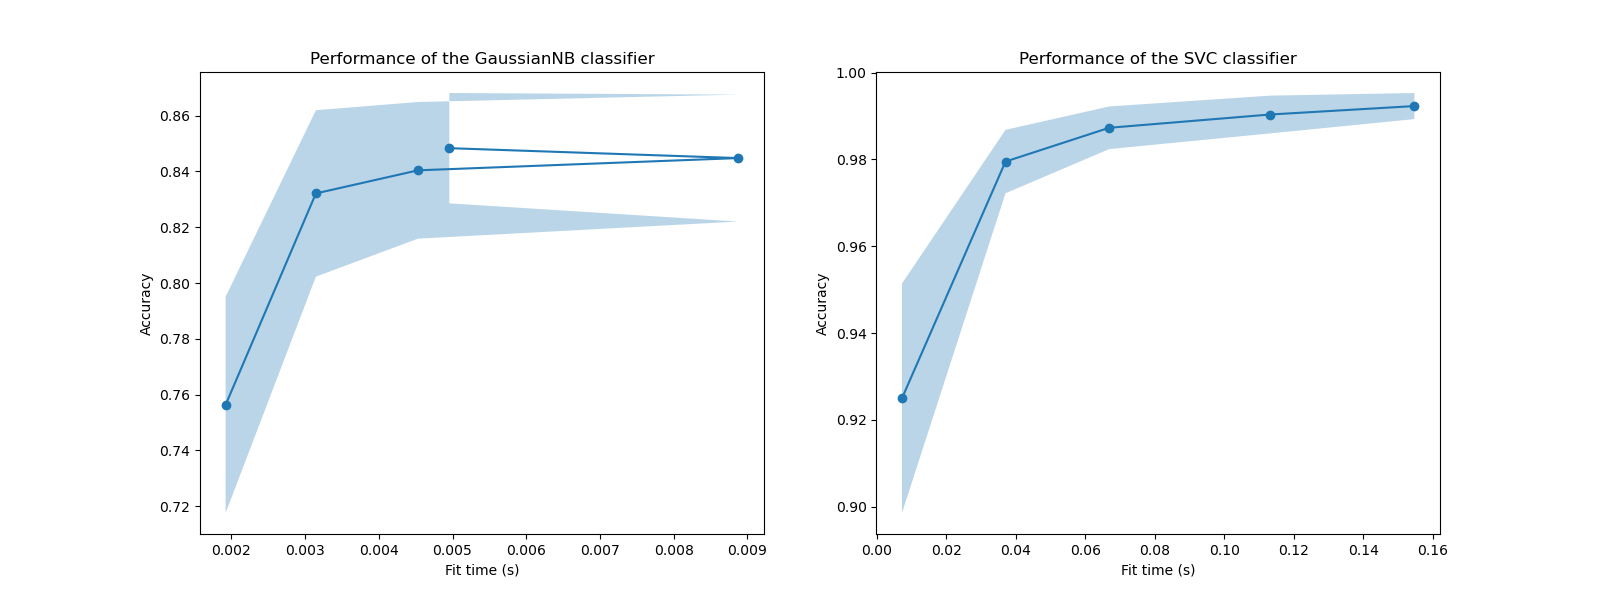 Performance of the GaussianNB classifier
0.86
0.84
0.82
0.80
0.78
0.76
0.74
0.72
Accuracy
0.002 0.003 0.004 0.005 0.006 0.007 0.008 0.009
Fit time (s)
Performance of the SVC classifier
1.00
0.98
0.96
0.94
0.92
0.90
Accuracy
0.00 0.02 0.04 0.06 0.08 0.10 0.12 0.14 0.16
Fit time (s)